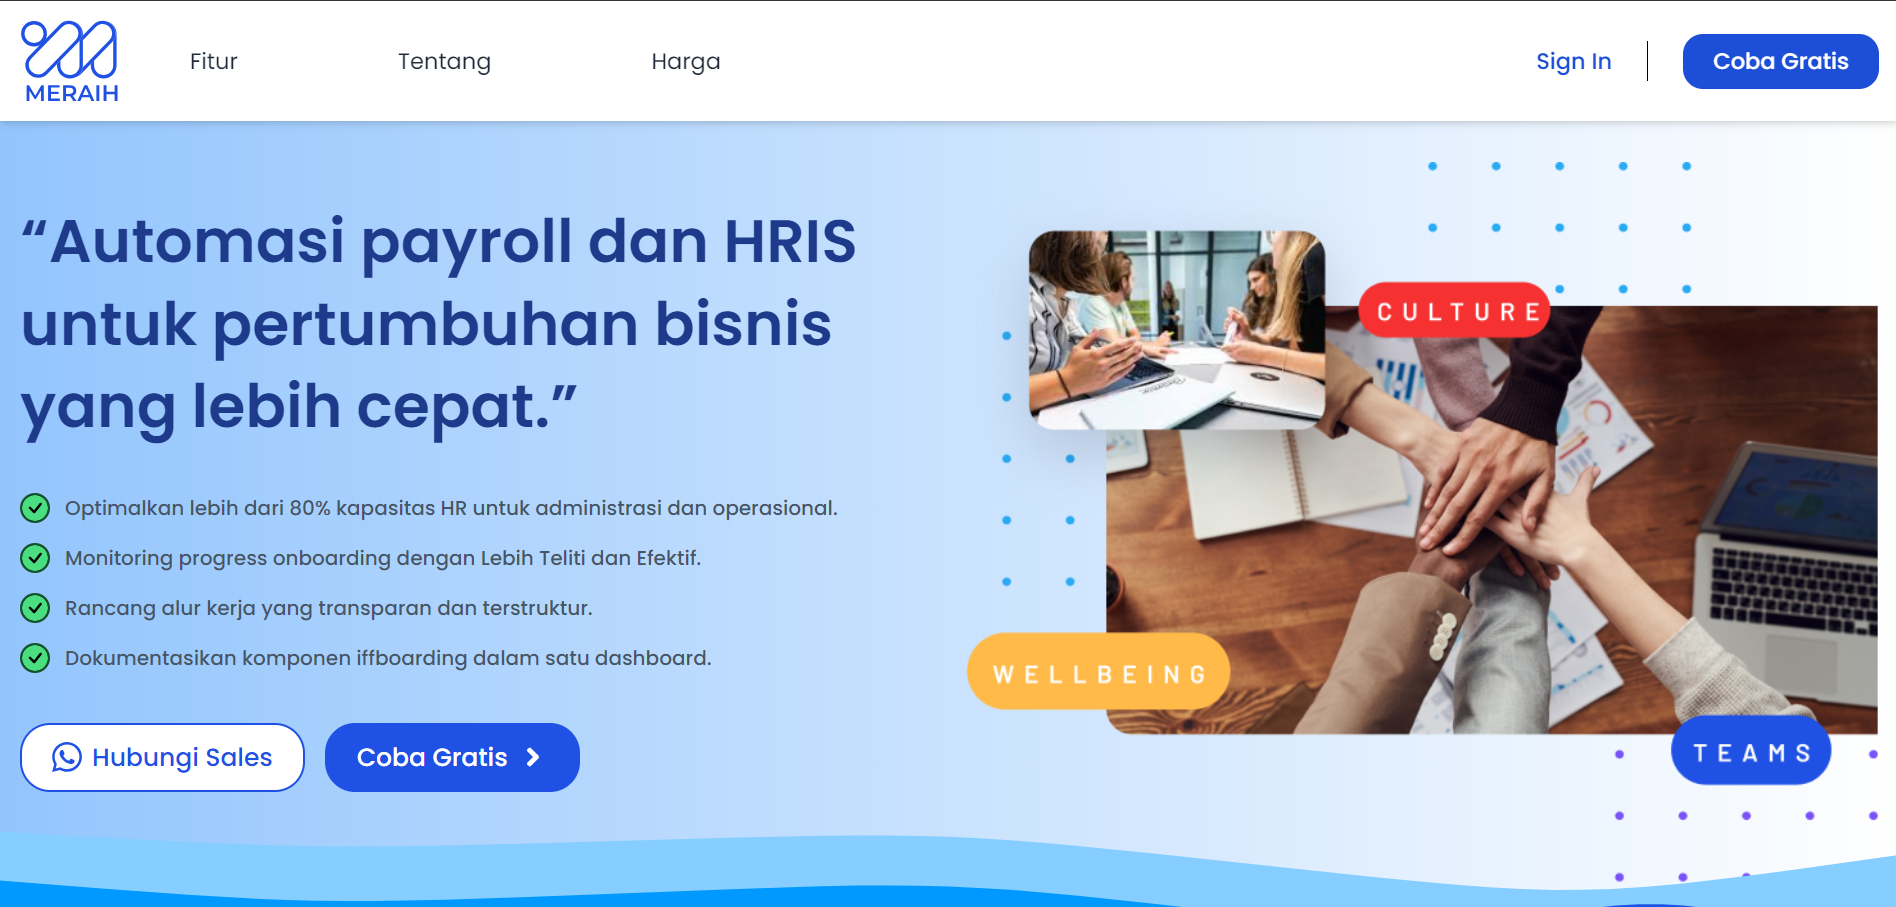 MERAIH
Fitur
Tentang
Harga
Sign In
Coba Gratis
“Automasi payroll dan HRIS
untuk pertumbuhan bisnis
yang lebih cepat.”
Optimalkan lebih dari 80% kapasitas HR untuk administrasi dan operasional.
Monitoring progress onboarding dengan Lebih Teliti dan Efektif.
Rancang alur kerja yang transparan dan terstruktur.
Dokumentasikan komponen iffboarding dalam satu dashboard.
Hubungi Sales
Coba Gratis
CULTURE
WELLBEING
TEAMS